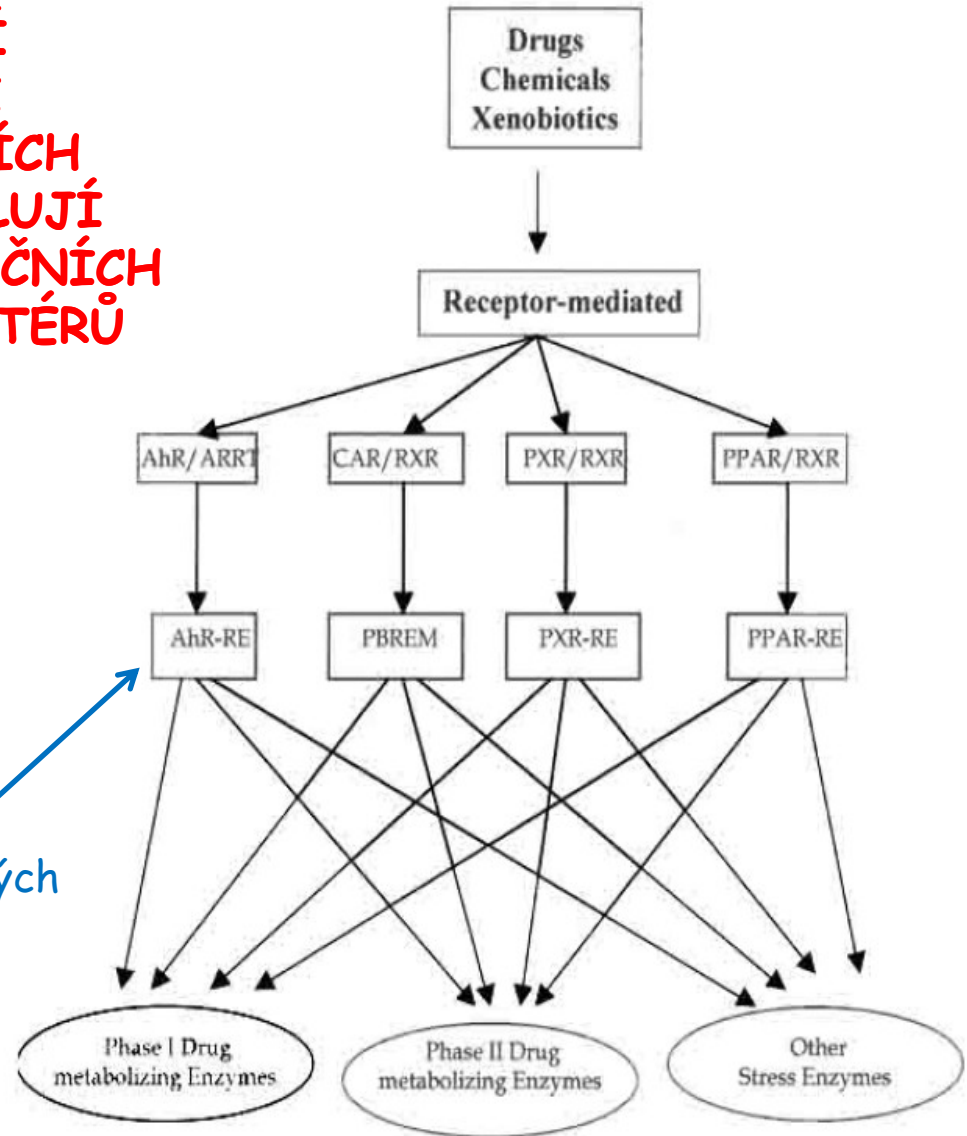 ÍCH
LUJÍ
ČNÍCH
TÉRŮ
Drugs
Chemicals
Xenobiotics
Receptor-mediated
AhR/ARRT
CAR/RXR
PXR/RXR
PPAR/RXR
AhR-RE
PBREM
PXR-RE
PPAR-RE
ých
Phase I Drug
metabolizing Enzymes
Phase II Drug
metabolizing Enzymes
Other
Stress Enzymes